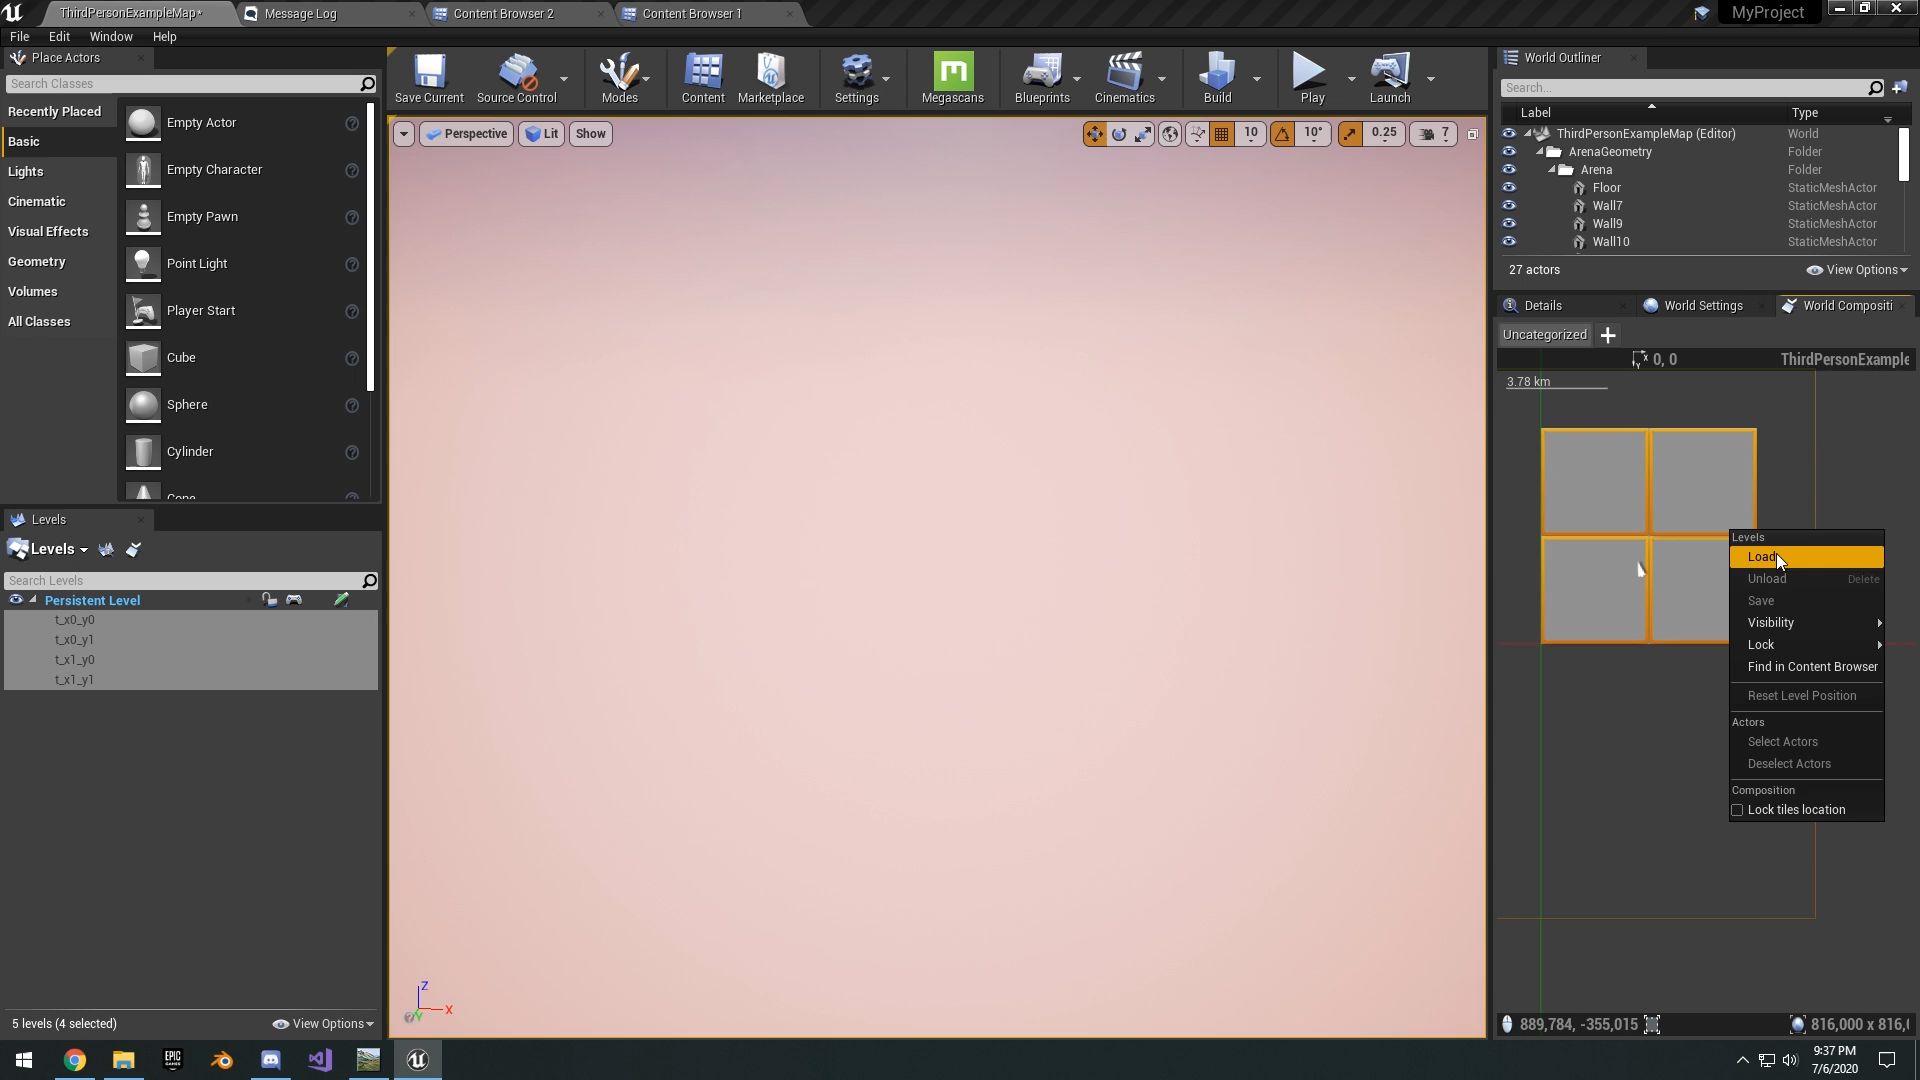 ThirdPersonExampleMap*
Message Log
Content Browser 2
Content Browser 1
MyProject
File Edit Window Help
Place Actors
Search Classes
Recently Placed
Basic
Lights
Cinematic
Visual Effects
Geometry
Volumes
All Classes
Empty Actor
Empty Character
Empty Pawn
Point Light
Player Start
Cube
Sphere
Cylinder
Cone
Levels
Levels
Search Levels
Persistent Level
t_x0_y0
t_x0_y1
t_x1_y0
t_x1_y1
5 levels (4 selected)
View Options
Save Current
Source Control
Modes
Content
Marketplace
Settings
Megascans
Blueprints
Cinematics
Build
Play
Launch
Perspective
Lit
Show
10
10°
0.25
7
Z
X
Y
World Outliner
Search...
Label Type
ThirdPersonExampleMap (Editor) World
ArenaGeometry Folder
Arena Folder
Floor StaticMeshActor
Wall7 StaticMeshActor
Wall9 StaticMeshActor
Wall10 StaticMeshActor
27 actors
View Options
Details
World Settings
World Compositi
Uncategorized
0, 0
ThirdPersonExample
3.78 km
Levels
Load
Unload Delete
Save
Visibility
Lock
Find in Content Browser
Reset Level Position
Actors
Select Actors
Deselect Actors
Composition
Lock tiles location
889,784, -355,015
816,000 x 816,
EPIC
GAMES
9:37 PM
7/6/2020